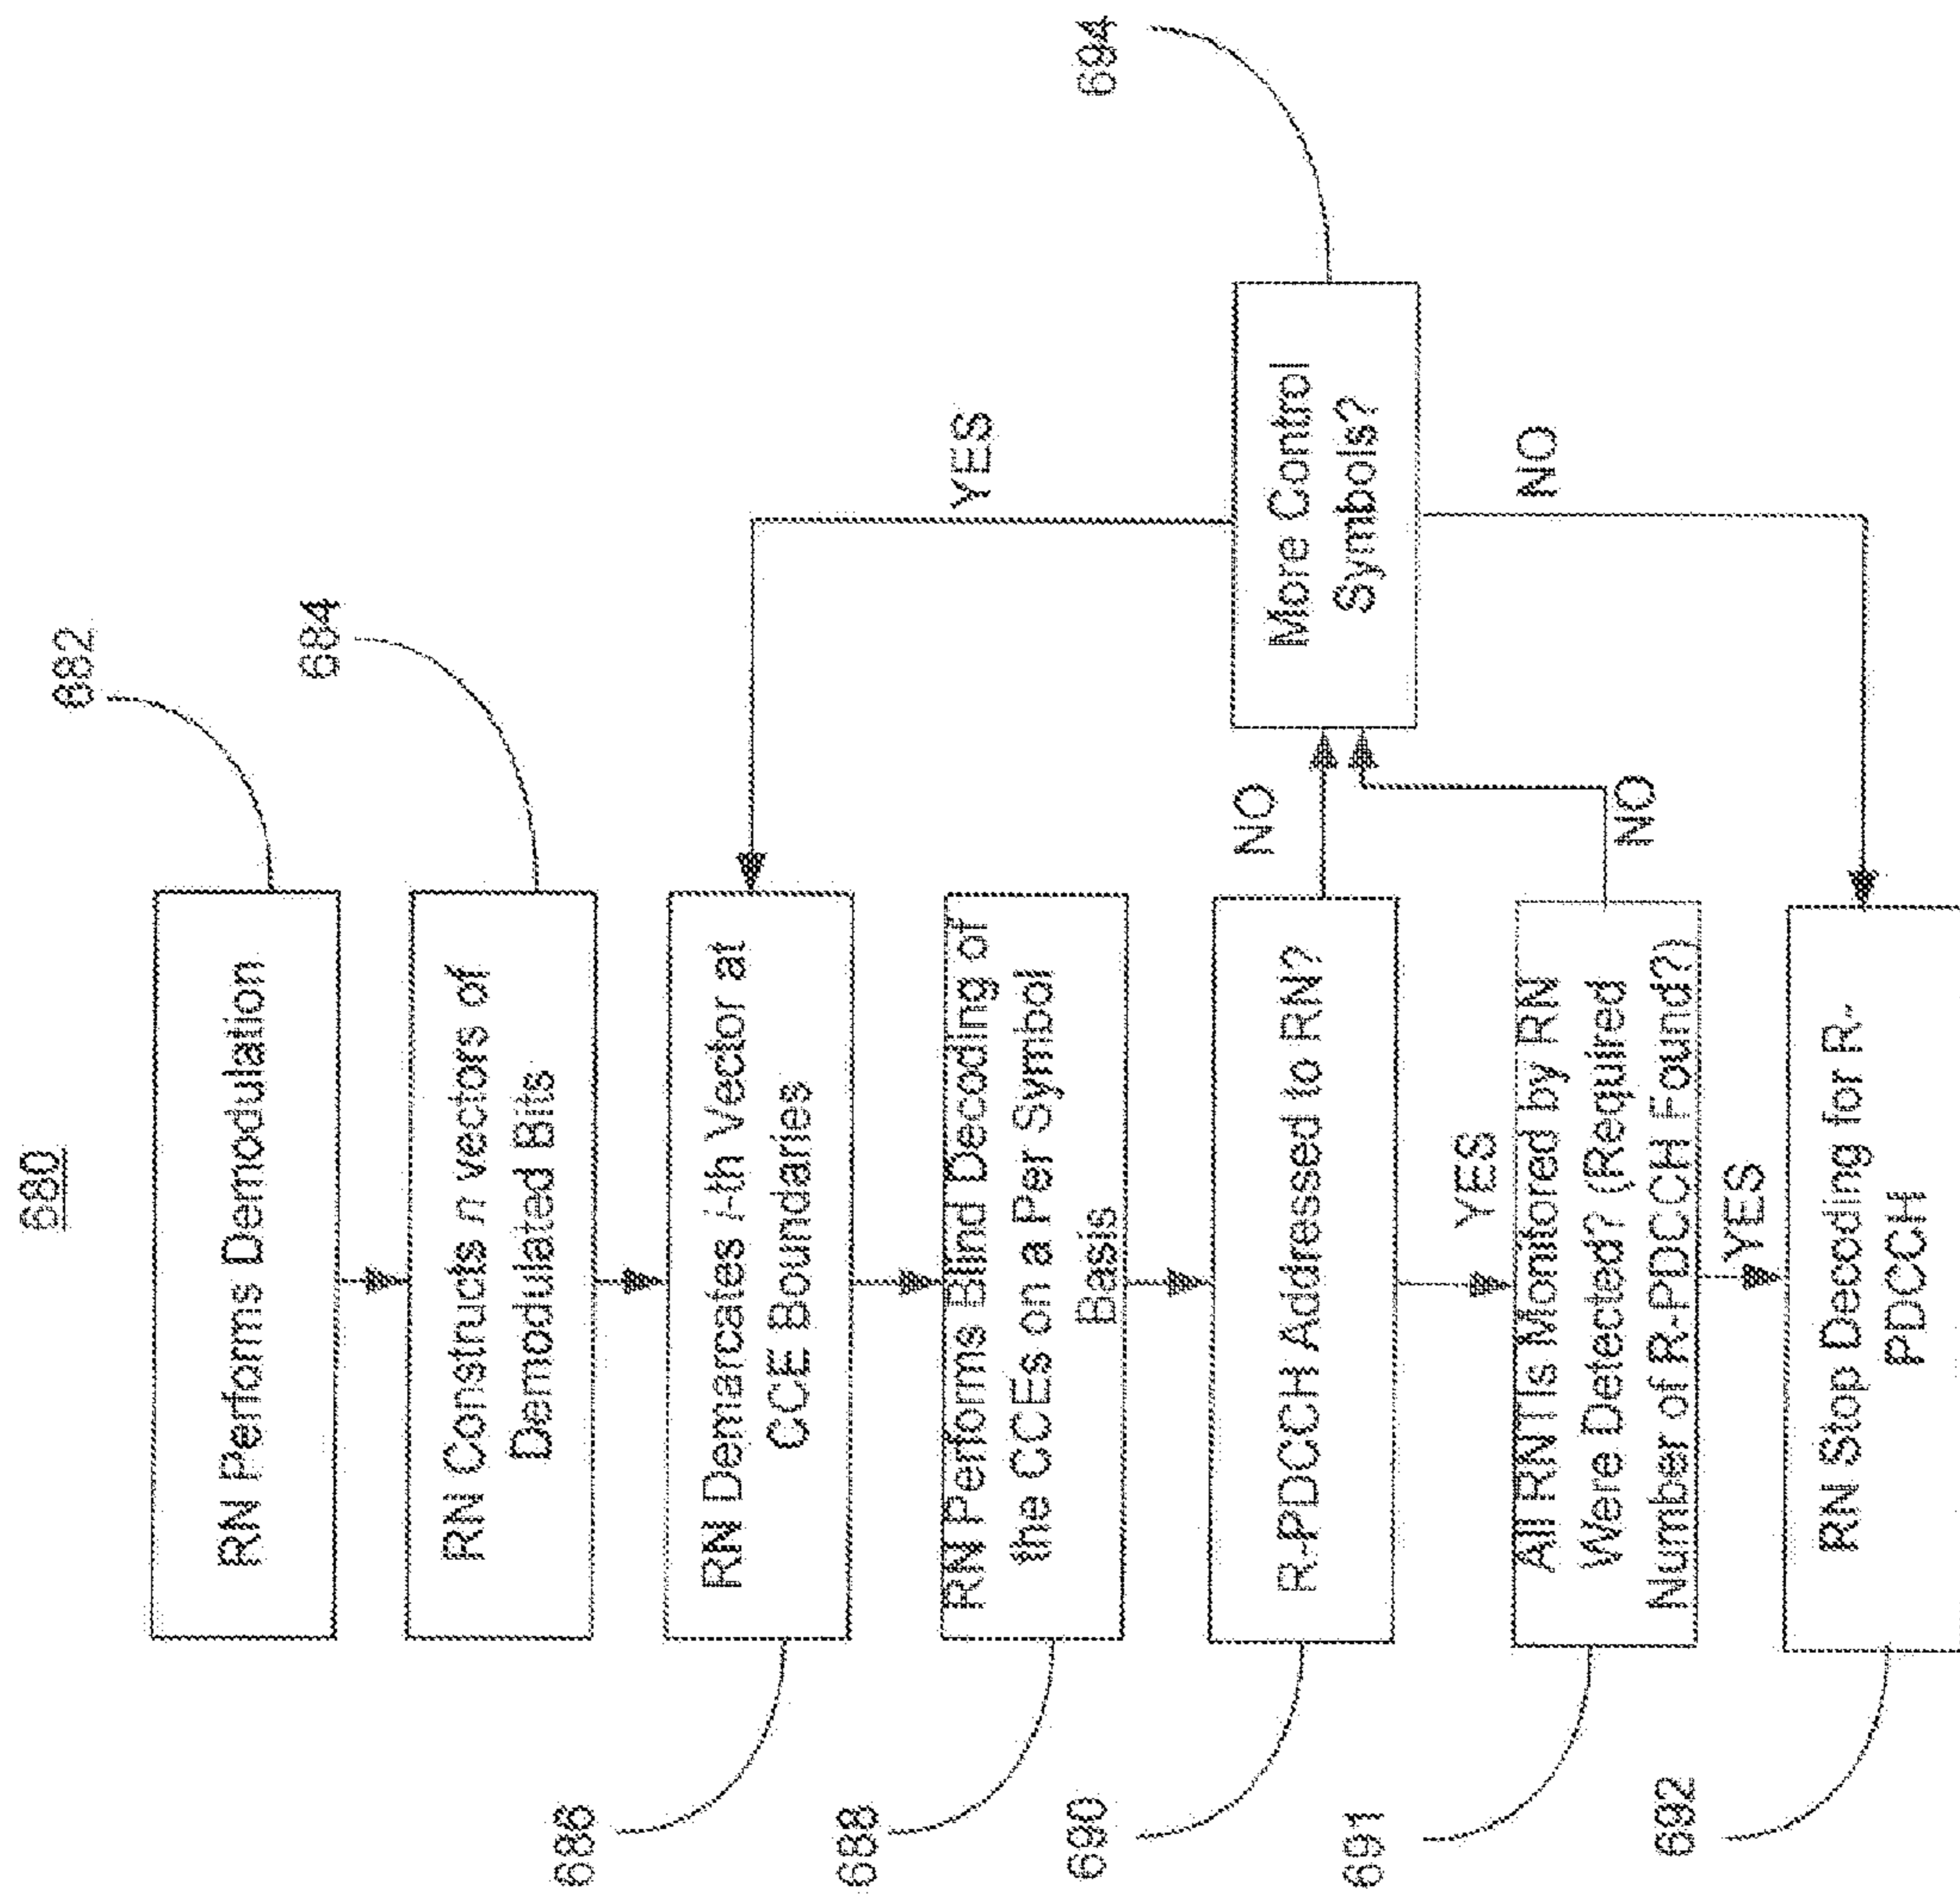 680
682
RN Performs Demodulation
684
RN Constructs n vectors of
Demodulated Bits
686
RN Demarcates i-th Vector at
CCE Boundaries
YES
688
RN Performs Blind Decoding of
the CCEs on a Per Symbol
Basis
690
R-PDCCH Addressed to RN?
NO
694
More Control
Symbols?
YES
691
All RNTIs Monitored by RN
Were Detected? (Required
Number of R-PDCCH Found?)
NO
NO
YES
692
RN Stop Decoding for R-
PDCCH